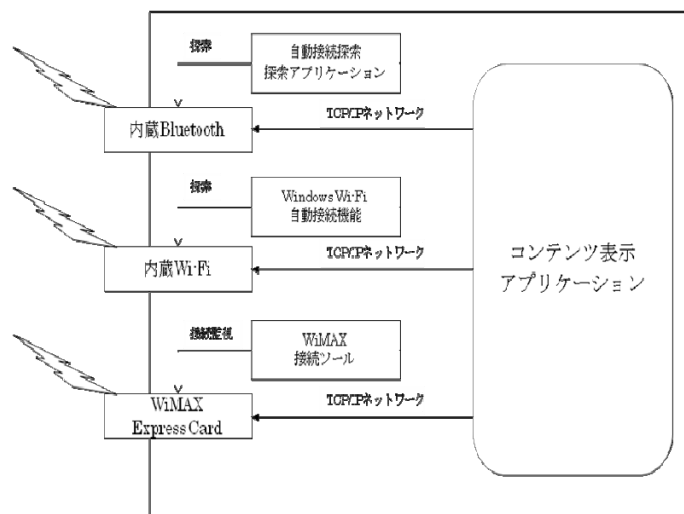 探索
自動接続探索
探索アプリケーション
TCP/IPネットワーク
内蔵Bluetooth
探索
Windows Wi-Fi
自動接続機能
TCP/IPネットワーク
内蔵Wi-Fi
コンテンツ表示
アプリケーション
接続監視
WiMAX
接続ツール
TCP/IPネットワーク
WiMAX
Express Card